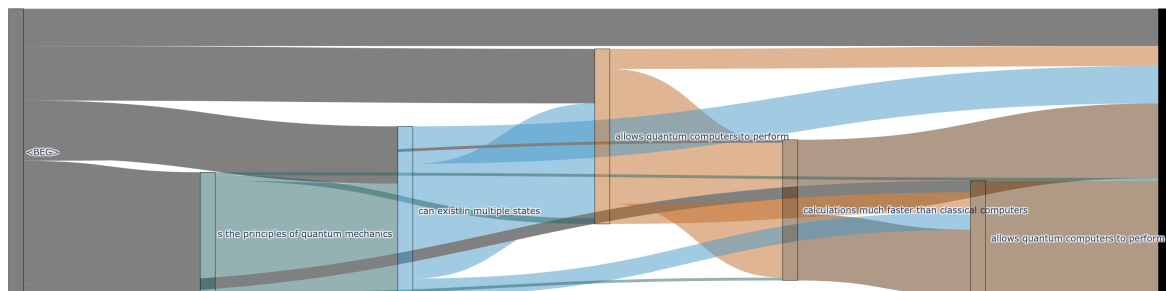 allows quantum computers to perform
<BEG>
can exist in multiple states
calculations much faster than classical computers
s the principles of quantum mechanics
allows quantum computers to perform